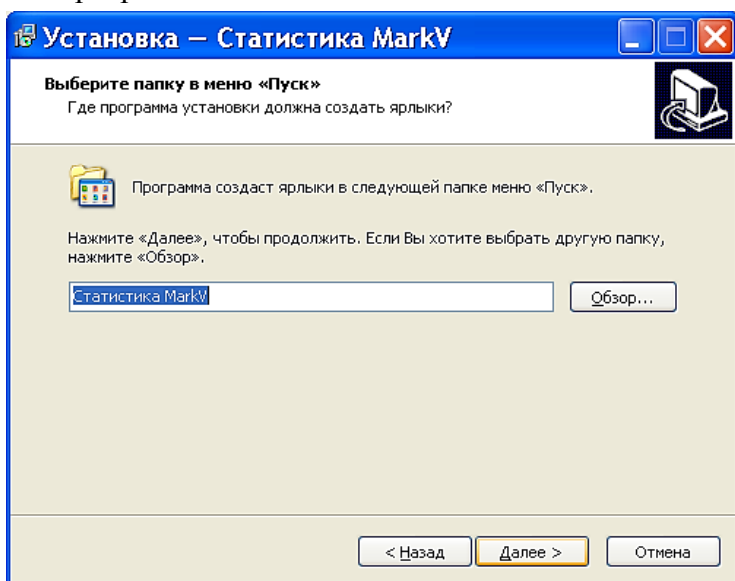 Установка — Статистика MarkV
Выберите папку в меню «Пуск»
Где программа установки должна создать ярлыки?
Программа создаст ярлыки в следующей папке меню «Пуск».
Нажмите «Далее», чтобы продолжить. Если Вы хотите выбрать другую папку,
нажмите «Обзор».
Статистика MarkV
Обзор...
< Назад
Далее >
Отмена